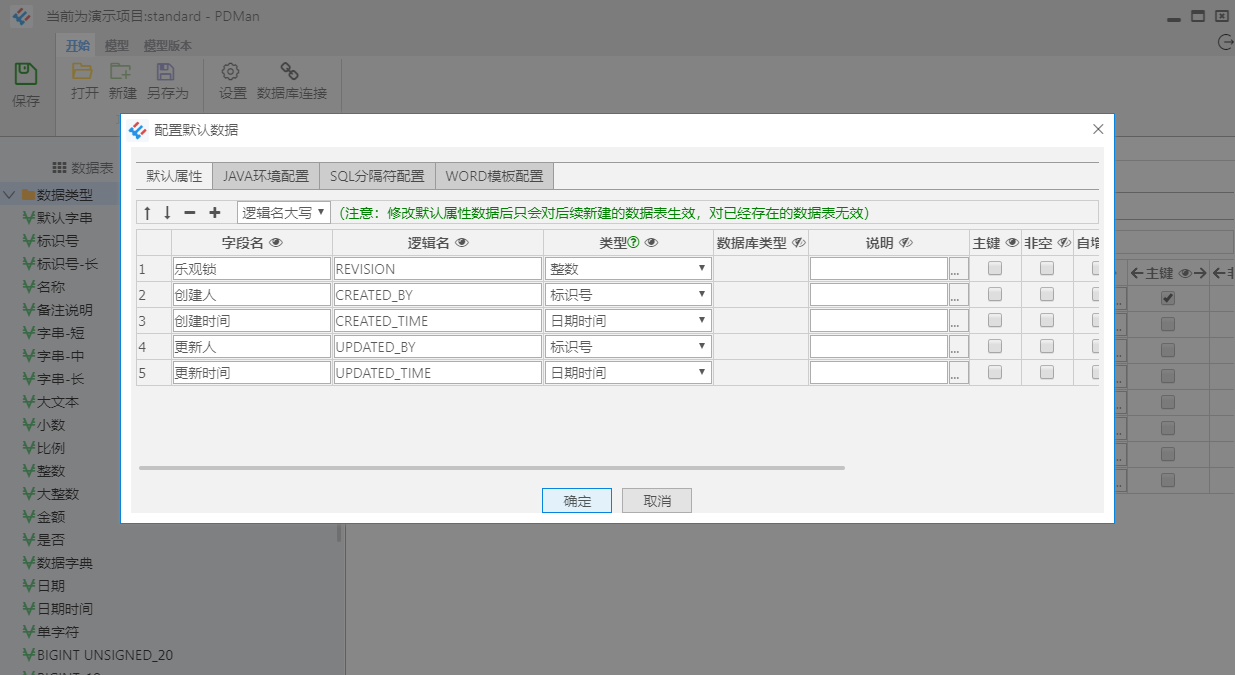 当前为演示项目:standard - PDMan
开始 模型 模型版本
保存 打开 新建 另存为 设置 数据库连接
配置默认数据
数据表
默认属性 JAVA环境配置 SQL分隔符配置 WORD模板配置
逻辑名大写 (注意：修改默认属性数据后只会对后续新建的数据表生效，对已经存在的数据表无效)
字段名 逻辑名 类型 数据库类型 说明 主键 非空 自增
1 乐观锁 REVISION 整数 ...
2 创建人 CREATED_BY 标识号 ...
3 创建时间 CREATED_TIME 日期时间 ...
4 更新人 UPDATED_BY 标识号 ...
5 更新时间 UPDATED_TIME 日期时间 ...
确定 取消
主键
数据类型
默认字串
标识号
标识号-长
名称
备注说明
字串-短
字串-中
字串-长
大文本
小数
比例
整数
大整数
金额
是否
数据字典
日期
日期时间
单字符
BIGINT UNSIGNED_20